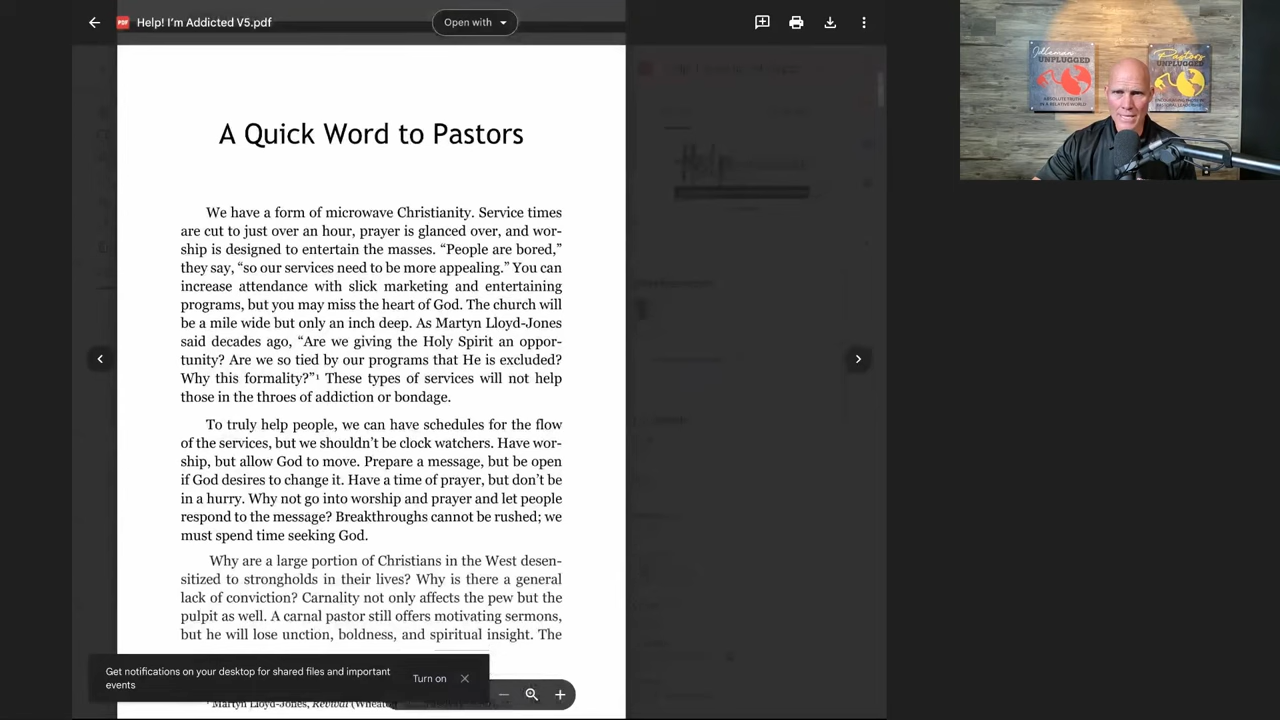 Help! I’m Addicted V5.pdf
Open with
A Quick Word to Pastors
We have a form of microwave Christianity. Service times
are cut to just over an hour, prayer is glanced over, and wor-
ship is designed to entertain the masses. “People are bored,”
they say, “so our services need to be more appealing.” You can
increase attendance with slick marketing and entertaining
programs, but you may miss the heart of God. The church will
be a mile wide but only an inch deep. As Martyn Lloyd-Jones
said decades ago, “Are we giving the Holy Spirit an oppor-
tunity? Are we so tied by our programs that He is excluded?
Why this formality?”¹ These types of services will not help
those in the throes of addiction or bondage.
To truly help people, we can have schedules for the flow
of the services, but we shouldn’t be clock watchers. Have wor-
ship, but allow God to move. Prepare a message, but be open
if God desires to change it. Have a time of prayer, but don’t be
in a hurry. Why not go into worship and prayer and let people
respond to the message? Breakthroughs cannot be rushed; we
must spend time seeking God.
Why are a large portion of Christians in the West desen-
sitized to strongholds in their lives? Why is there a general
lack of conviction? Carnality not only affects the pew but the
pulpit as well. A carnal pastor still offers motivating sermons,
but he will lose unction, boldness, and spiritual insight. The
¹ Martyn Lloyd-Jones, Revival (Wheat
Get notifications on your desktop for shared files and important
events
Turn on
Idleman
UNPLUGGED
ABSOLUTE TRUTH
IN A RELATIVE WORLD
Pastors
UNPLUGGED